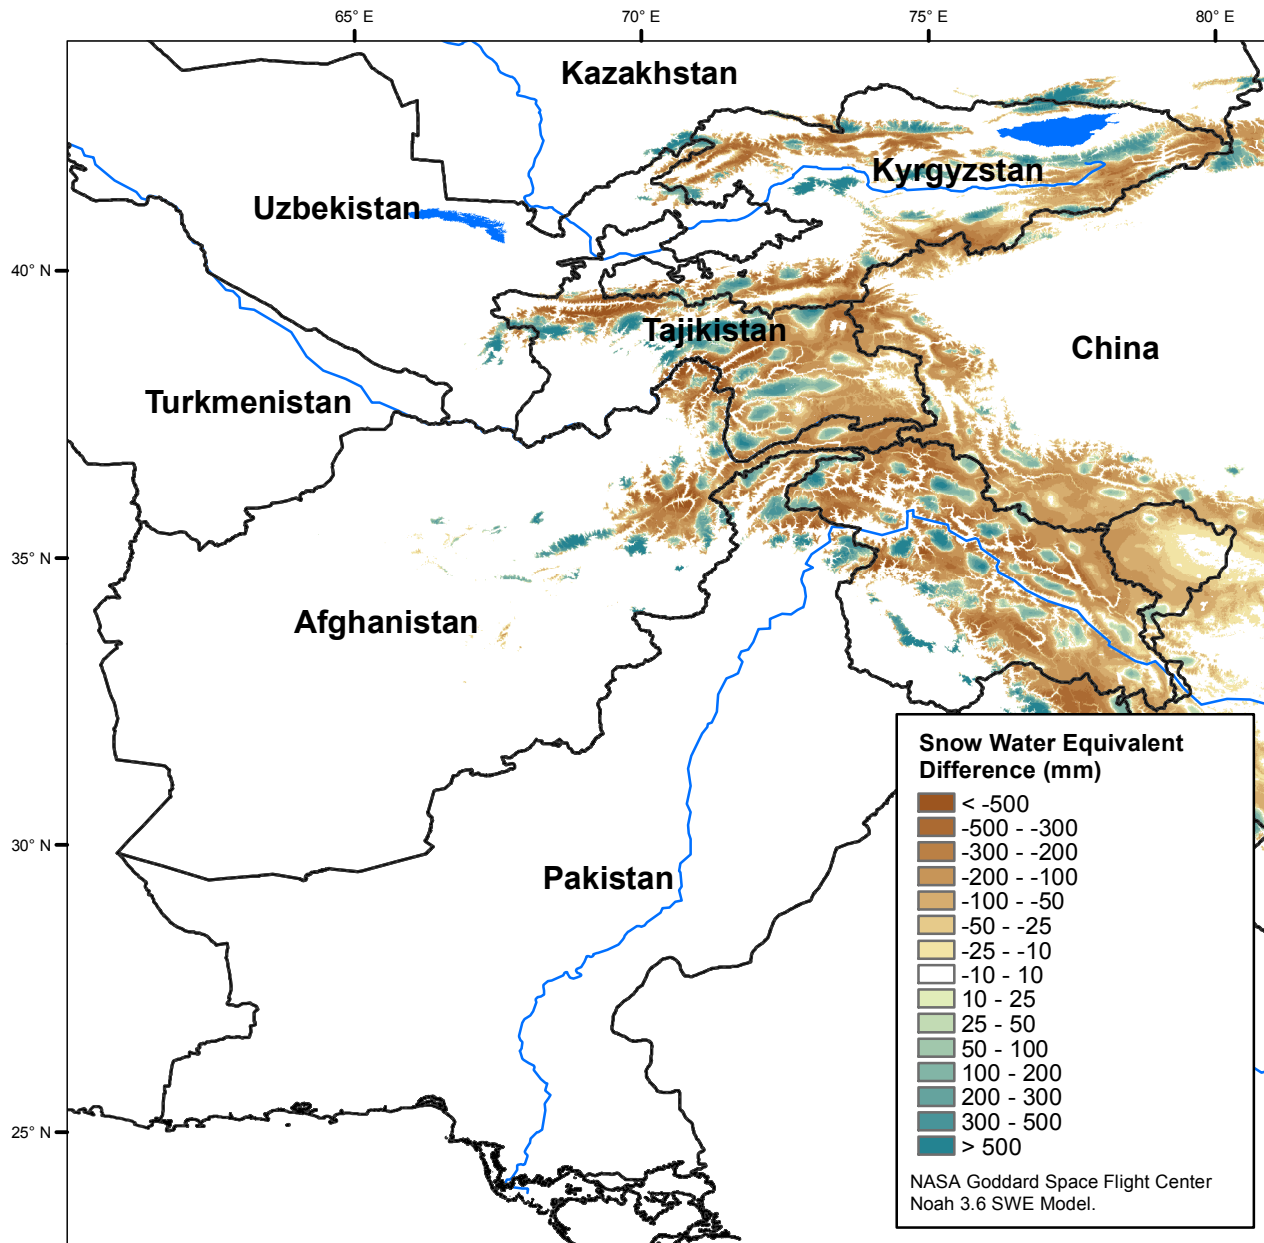 65° E
70° E
75° E
80° E
Kazakhstan
Kyrgyzstan
Uzbekistan
40° N
Tajikistan
China
Turkmenistan
35° N
Afghanistan
30° N
Pakistan
25° N
Snow Water Equivalent
Difference (mm)
< -500
-500 - -300
-300 - -200
-200 - -100
-100 - -50
-50 - -25
-25 - -10
-10 - 10
10 - 25
25 - 50
50 - 100
100 - 200
200 - 300
300 - 500
> 500
NASA Goddard Space Flight Center
Noah 3.6 SWE Model.